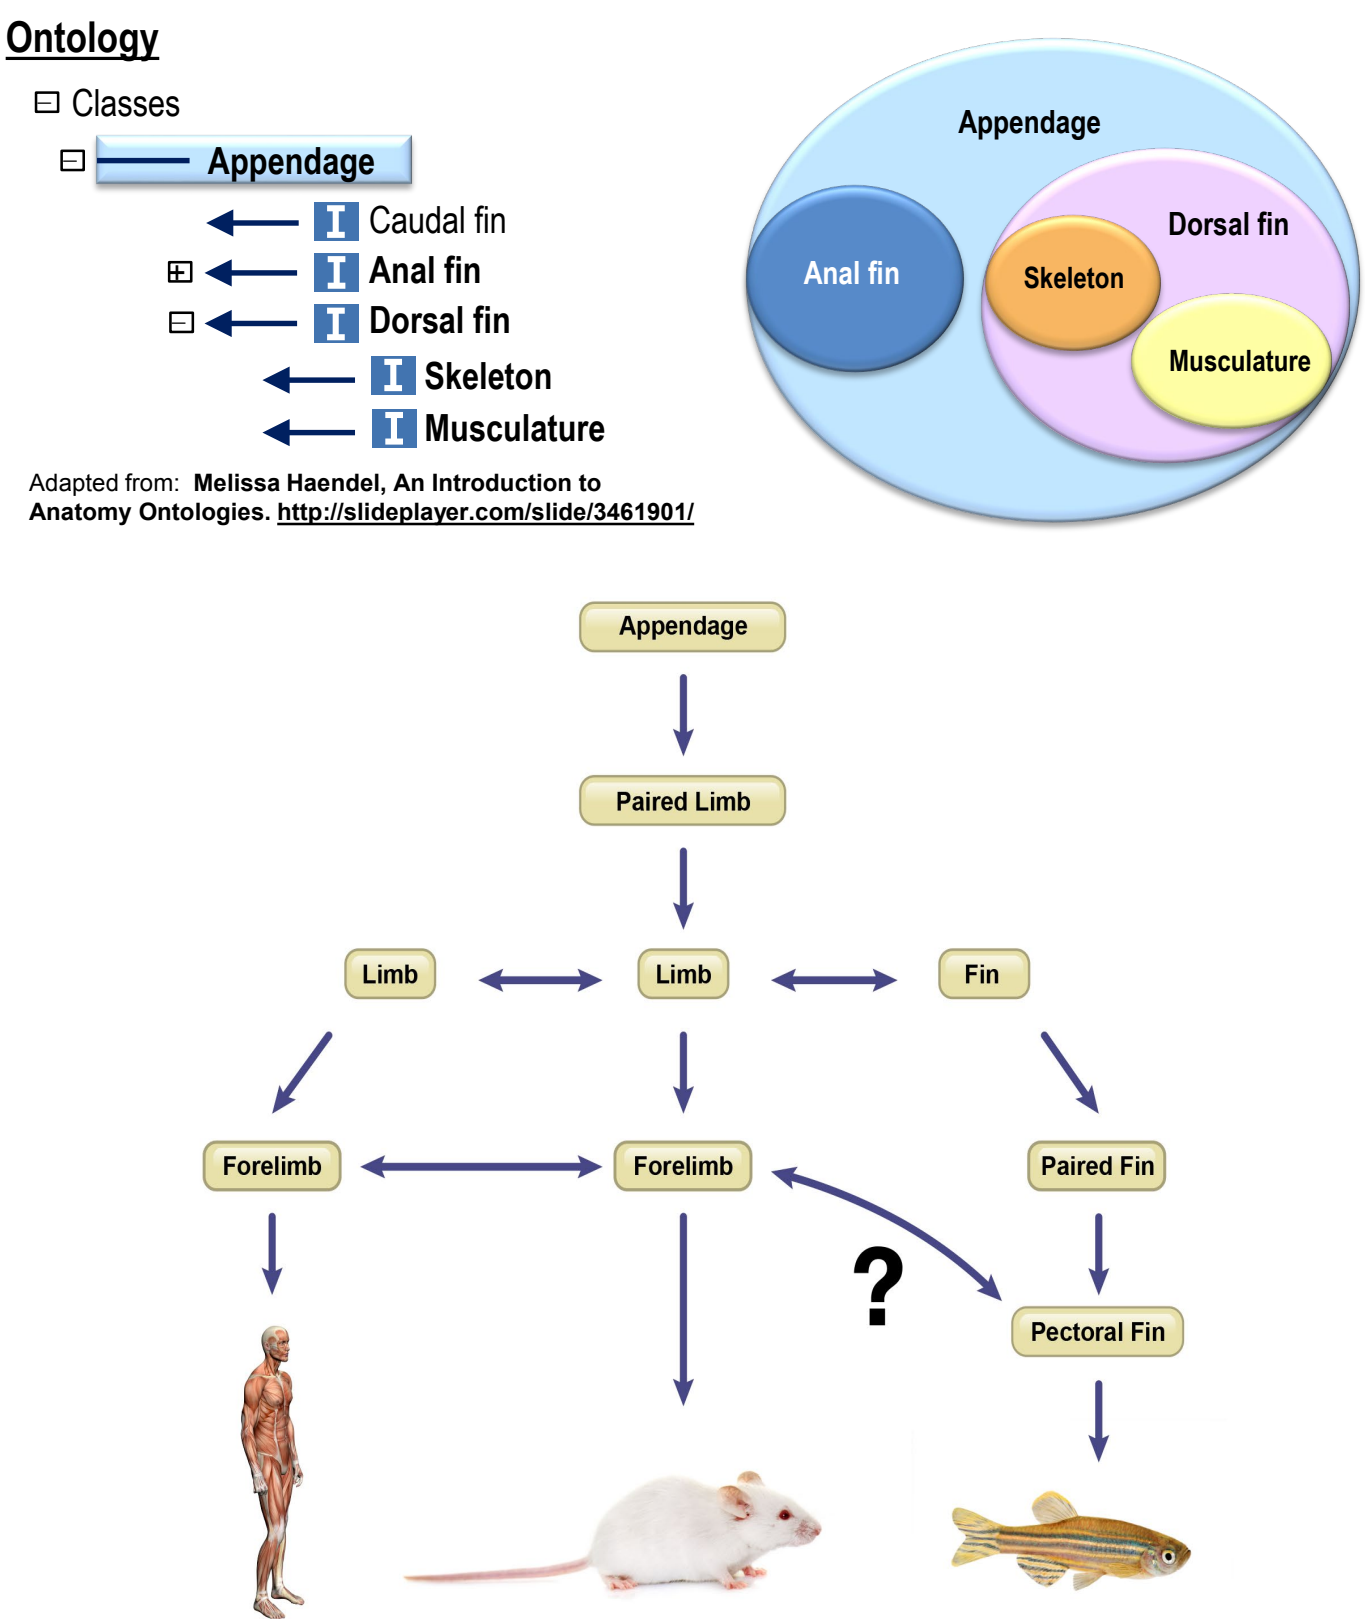 Ontology
Classes
Appendage
Caudal fin
Anal fin
Dorsal fin
Skeleton
Musculature
Adapted from: Melissa Haendel, An Introduction to
Anatomy Ontologies. http://slideplayer.com/slide/3461901/
Appendage
Dorsal fin
Anal fin
Skeleton
Musculature
Appendage
Paired Limb
Limb
Limb
Fin
Forelimb
Forelimb
Paired Fin
?
Pectoral Fin